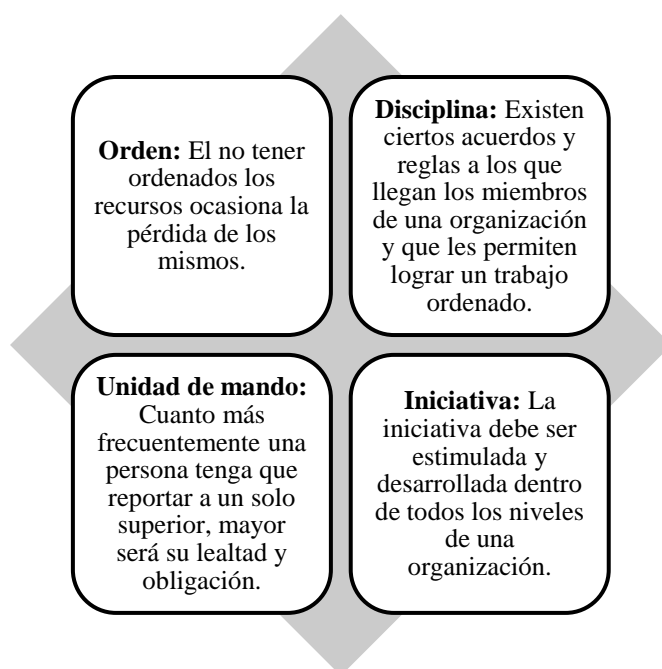 Orden: El no tener
ordenados los
recursos ocasiona la
pérdida de los
mismos.
Disciplina: Existen
ciertos acuerdos y
reglas a los que
llegan los miembros
de una organización
y que les permiten
lograr un trabajo
ordenado.
Unidad de mando:
Cuanto más
frecuentemente una
persona tenga que
reportar a un solo
superior, mayor
será su lealtad y
obligación.
Iniciativa: La
iniciativa debe ser
estimulada y
desarrollada dentro
de todos los niveles
de una
organización.